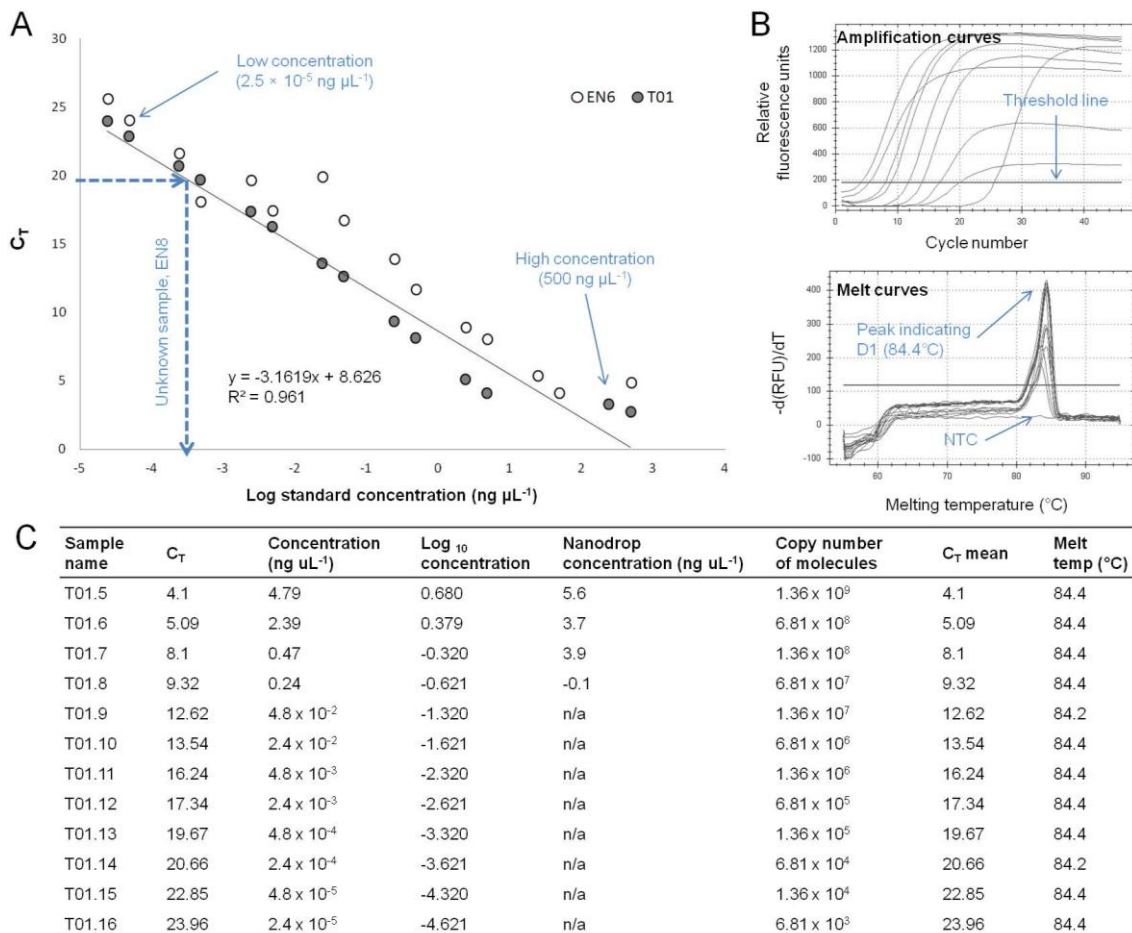 A
30
25
20
15
10
5
0
C_T
Low concentration
(2.5 × 10⁻⁵ ng µL⁻¹)
EN6
T01
High concentration
(500 ng µL⁻¹)
Unknown sample, EN8
y = -3.1619x + 8.626
R² = 0.961
-5 -4 -3 -2 -1 0 1 2 3 4
Log standard concentration (ng µL⁻¹)
B
Amplification curves
1200
1000
800
600
400
200
0
Relative
fluorescence units
Threshold line
0 10 20 30 40
Cycle number
Melt curves
400
300
200
100
0
-100
-d(RFU)/dT
Peak indicating
D1 (84.4°C)
NTC
60 70 80 90
Melting temperature (°C)
C
Sample name C_T Concentration (ng uL⁻¹) Log ₁₀ concentration Nanodrop concentration (ng uL⁻¹) Copy number of molecules C_T mean Melt temp (°C)
T01.5 4.1 4.79 0.680 5.6 1.36 x 10⁹ 4.1 84.4
T01.6 5.09 2.39 0.379 3.7 6.81 x 10⁸ 5.09 84.4
T01.7 8.1 0.47 -0.320 3.9 1.36 x 10⁸ 8.1 84.4
T01.8 9.32 0.24 -0.621 -0.1 6.81 x 10⁷ 9.32 84.4
T01.9 12.62 4.8 x 10⁻² -1.320 n/a 1.36 x 10⁷ 12.62 84.2
T01.10 13.54 2.4 x 10⁻² -1.621 n/a 6.81 x 10⁶ 13.54 84.4
T01.11 16.24 4.8 x 10⁻³ -2.320 n/a 1.36 x 10⁶ 16.24 84.4
T01.12 17.34 2.4 x 10⁻³ -2.621 n/a 6.81 x 10⁵ 17.34 84.4
T01.13 19.67 4.8 x 10⁻⁴ -3.320 n/a 1.36 x 10⁵ 19.67 84.4
T01.14 20.66 2.4 x 10⁻⁴ -3.621 n/a 6.81 x 10⁴ 20.66 84.2
T01.15 22.85 4.8 x 10⁻⁵ -4.320 n/a 1.36 x 10⁴ 22.85 84.4
T01.16 23.96 2.4 x 10⁻⁵ -4.621 n/a 6.81 x 10³ 23.96 84.4